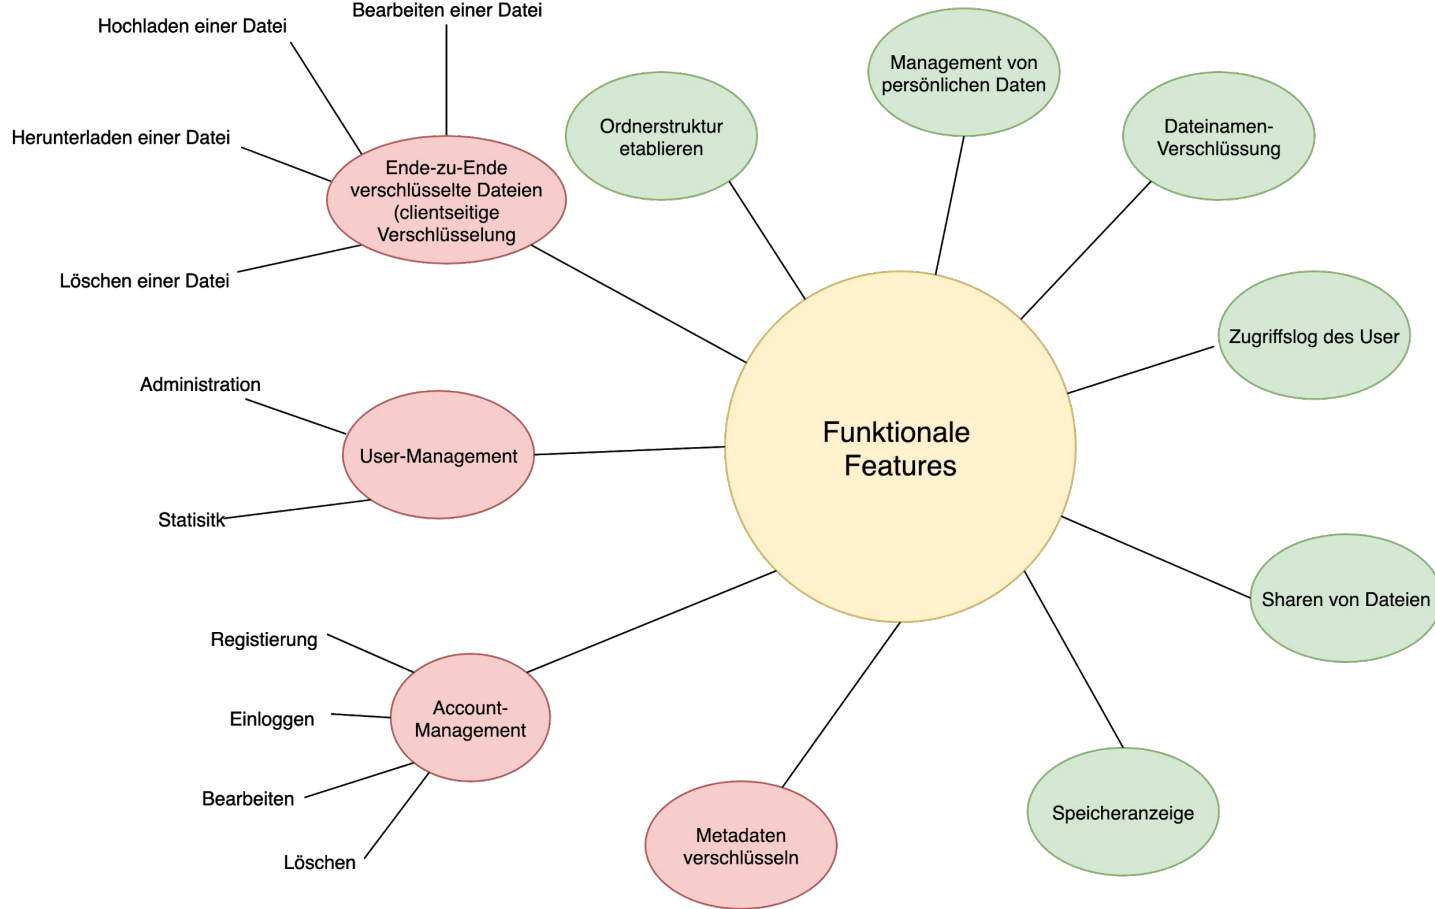 Bearbeiten einer Datei
Hochladen einer Datei
Herunterladen einer Datei
Löschen einer Datei
Ende-zu-Ende
verschlüsselte Dateien
(clientseitige
Verschlüsselung
Ordnerstruktur
etablieren
Management von
persönlichen Daten
Dateinamen-
Verschlüssung
Zugriffslog des User
Administration
User-Management
Statisitk
Funktionale
Features
Sharen von Dateien
Registierung
Einloggen
Bearbeiten
Löschen
Account-
Management
Metadaten
verschlüsseln
Speicheranzeige